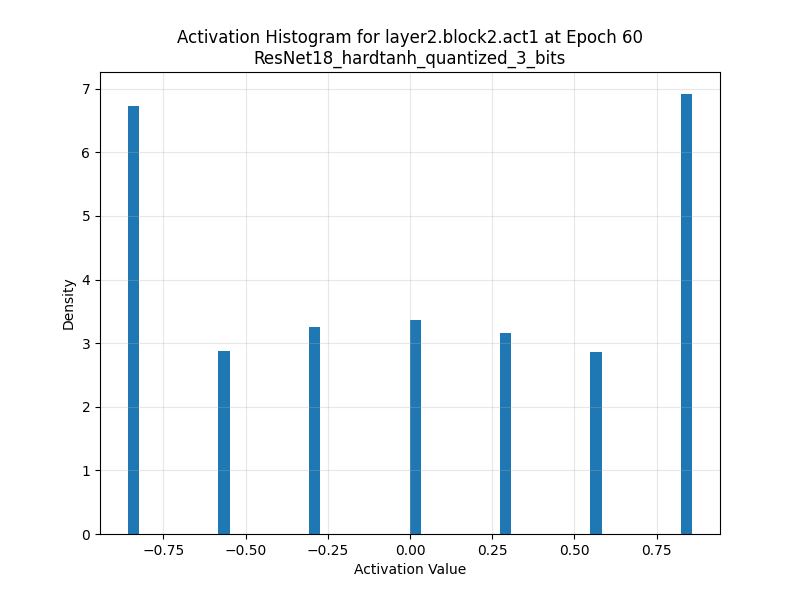 Activation Histogram for layer2.block2.act1 at Epoch 60
ResNet18_hardtanh_quantized_3_bits
7
6
5
4
3
2
1
0
Density
−0.75 −0.50 −0.25 0.00 0.25 0.50 0.75
Activation Value